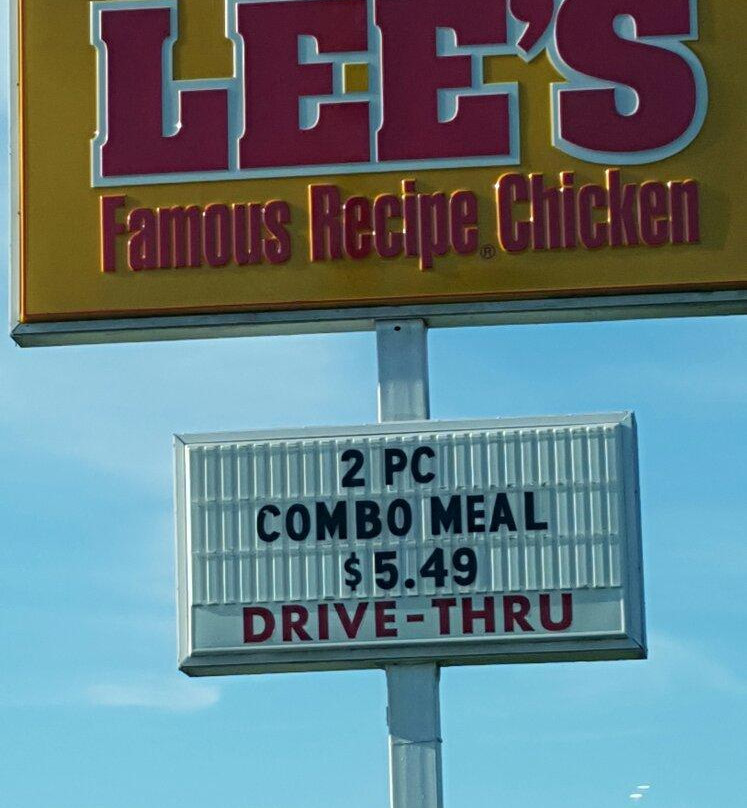 LEE'S
Famous Recipe® Chicken
2 PC
COMBO MEAL
$5.49
DRIVE-THRU